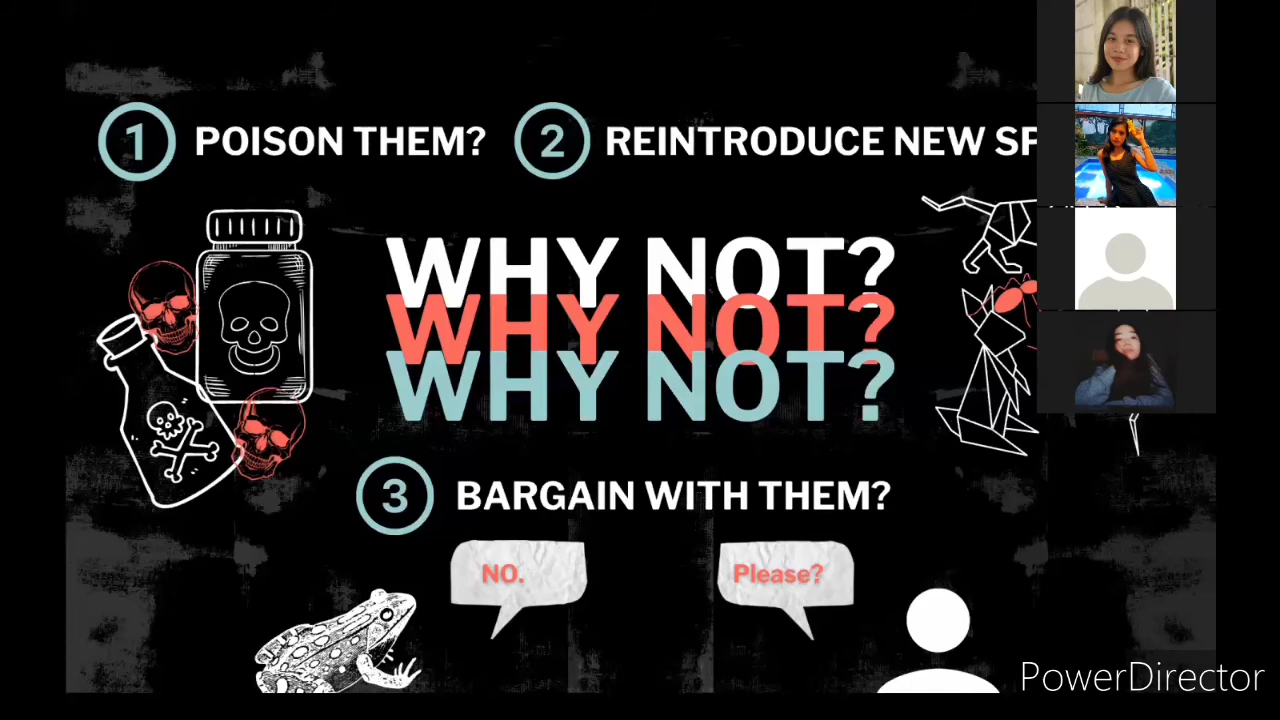 1 POISON THEM?
2 REINTRODUCE NEW
WHY NOT?
WHY NOT?
WHY NOT?
3 BARGAIN WITH THEM?
NO.
Please?
PowerDirector